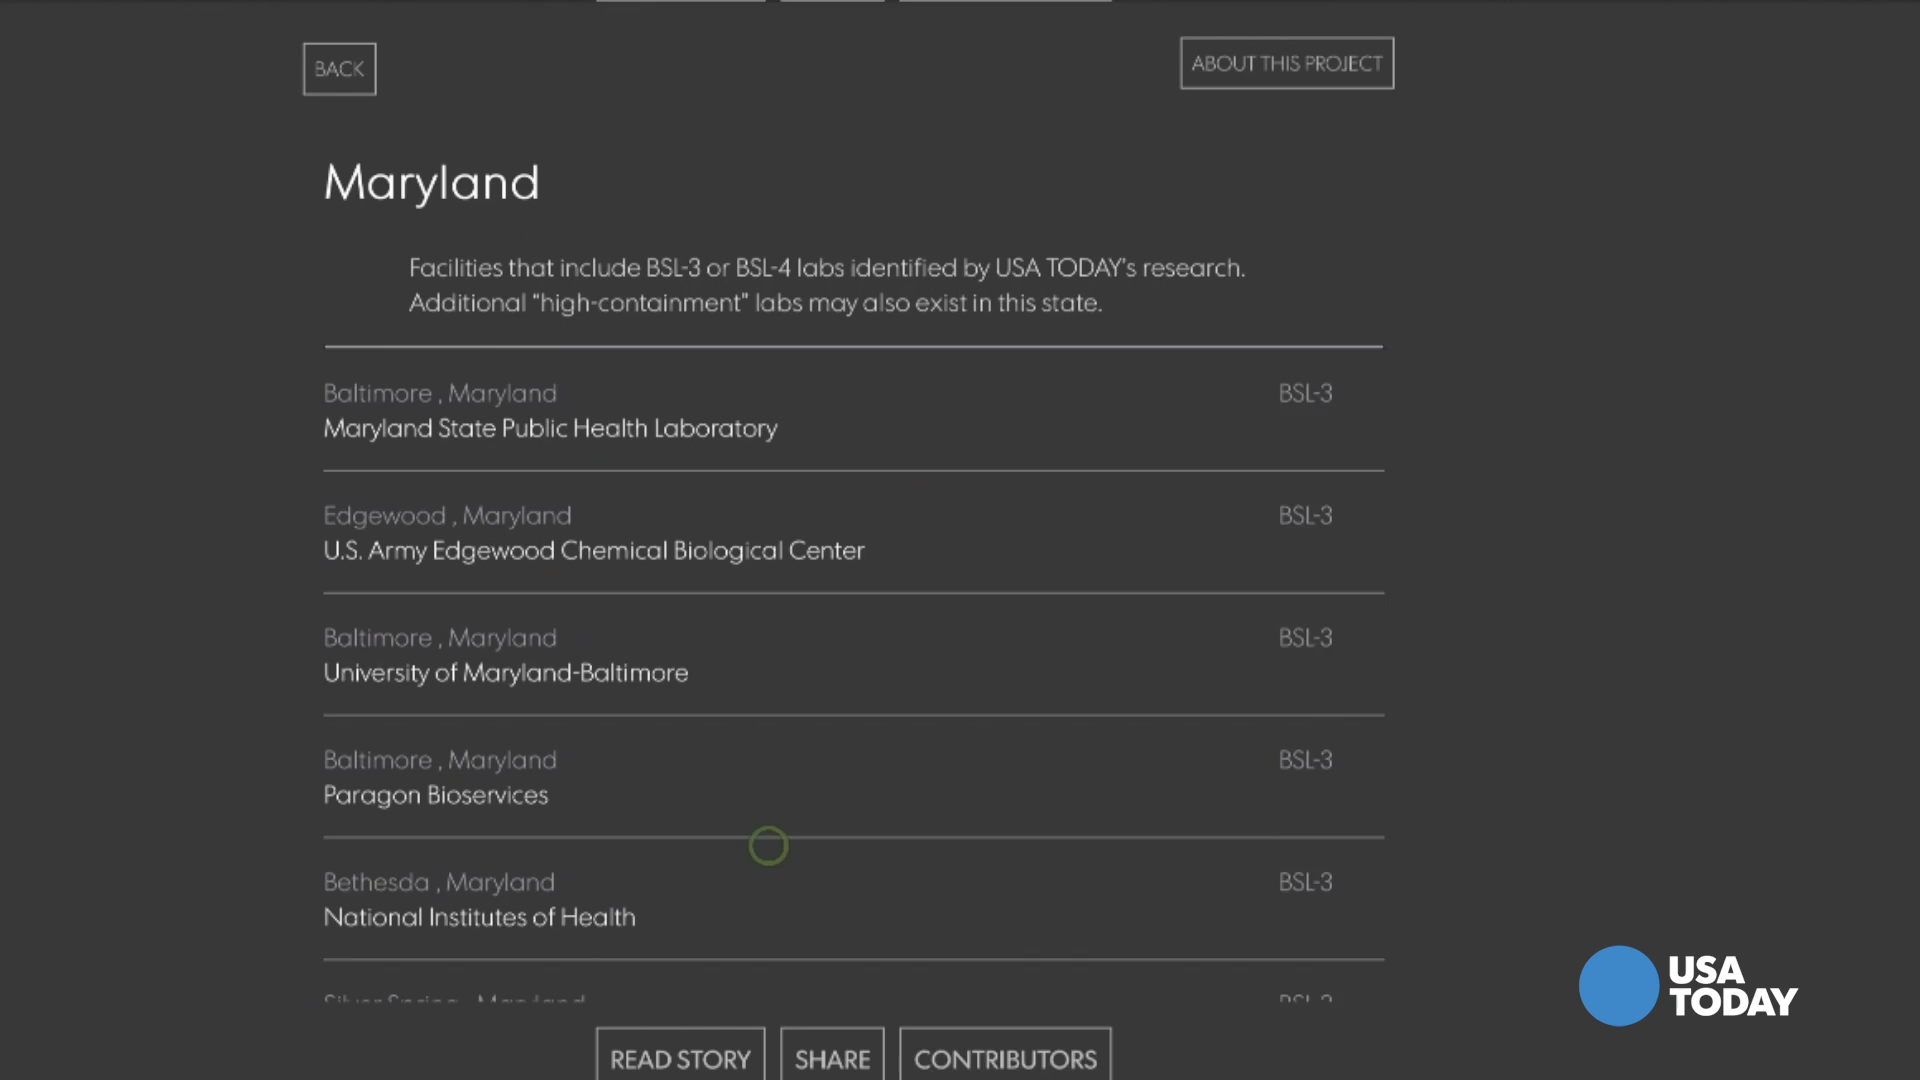 BACK
ABOUT THIS PROJECT
Maryland
Facilities that include BSL-3 or BSL-4 labs identified by USA TODAY's research.
Additional “high-containment” labs may also exist in this state.
Baltimore , Maryland BSL-3
Maryland State Public Health Laboratory
Edgewood , Maryland BSL-3
U.S. Army Edgewood Chemical Biological Center
Baltimore , Maryland BSL-3
University of Maryland-Baltimore
Baltimore , Maryland BSL-3
Paragon Bioservices
Bethesda , Maryland BSL-3
National Institutes of Health
Silver Spring , Maryland
READ STORY SHARE CONTRIBUTORS
USA
TODAY